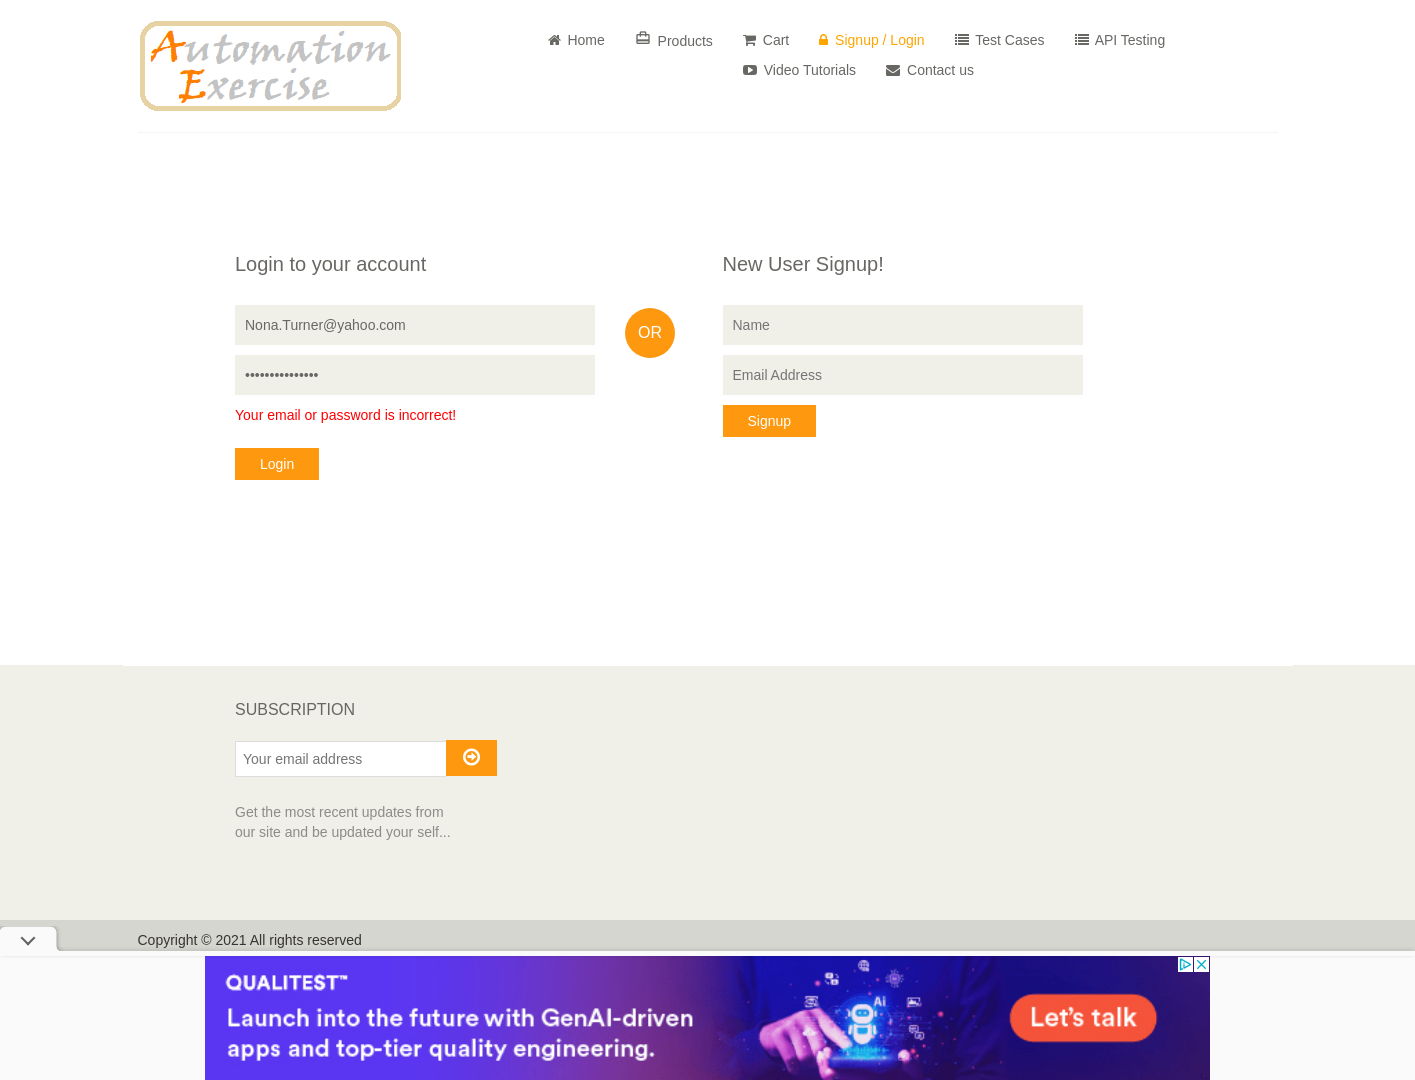 Automation
Exercise
Home
Products
Cart
Signup / Login
Test Cases
API Testing
Video Tutorials
Contact us
Login to your account
Nona.Turner@yahoo.com
•••••••••••••••
Your email or password is incorrect!
Login
OR
New User Signup!
Name
Email Address
Signup
SUBSCRIPTION
Your email address
Get the most recent updates from
our site and be updated your self...
Copyright © 2021 All rights reserved
QUALITEST™
Launch into the future with GenAI-driven
apps and top-tier quality engineering.
Ai
Let's talk